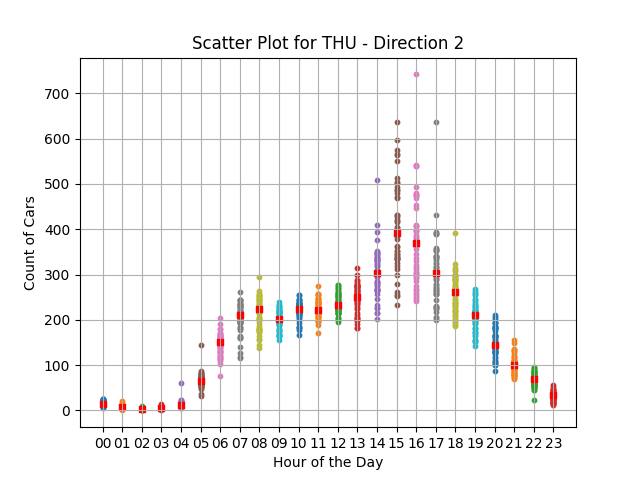 Scatter Plot for THU - Direction 2
Count of Cars
700
600
500
400
300
200
100
0
00 01 02 03 04 05 06 07 08 09 10 11 12 13 14 15 16 17 18 19 20 21 22 23
Hour of the Day